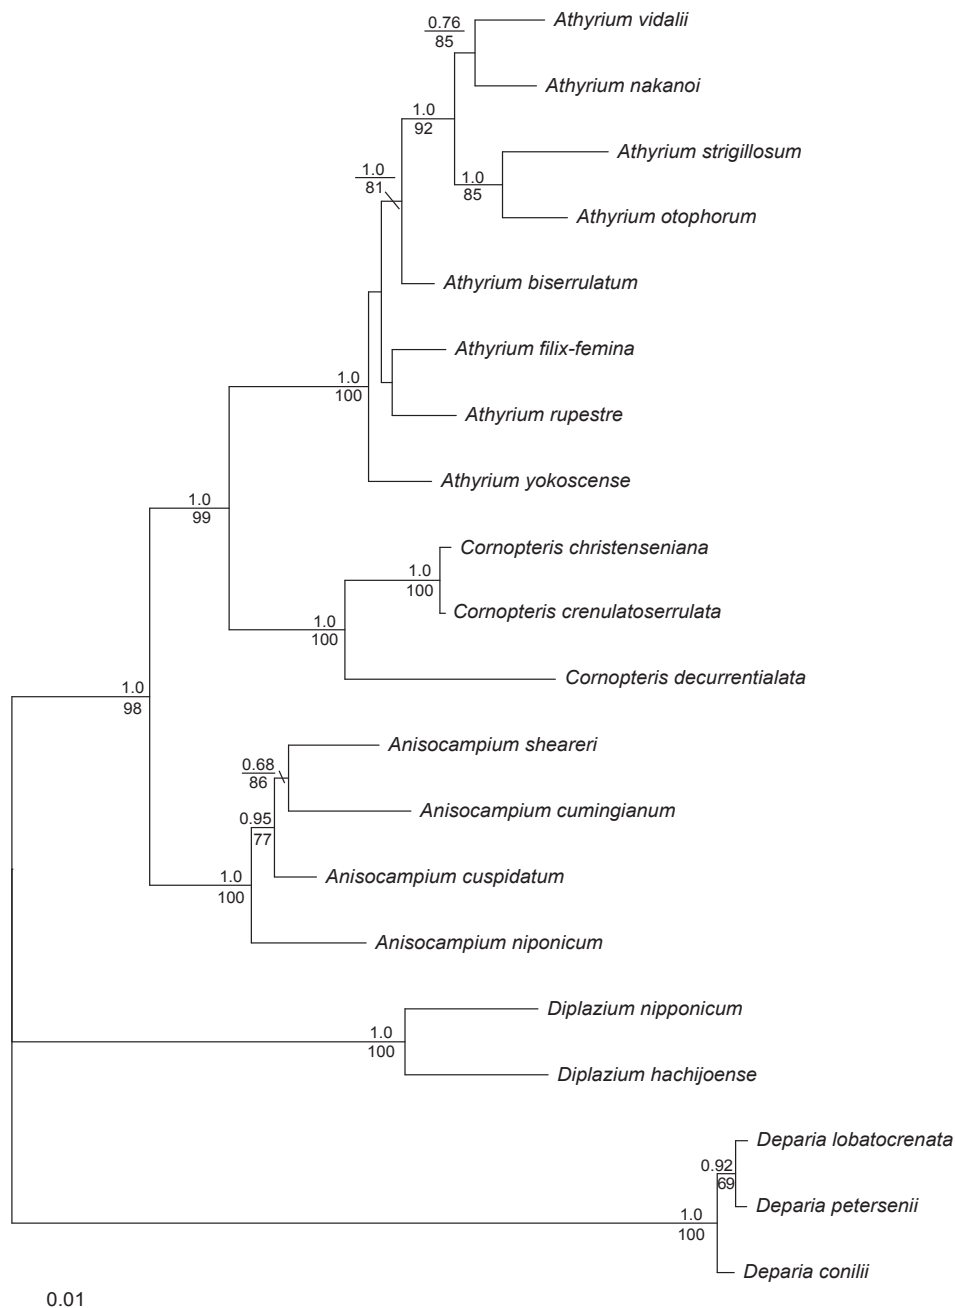 Athyrium vidalii
0.76
85
Athyrium nakanoi
1.0
92
Athyrium strigillosum
1.0
81
1.0
85
Athyrium otophorum
Athyrium biserrulatum
Athyrium filix-femina
1.0
100
Athyrium rupestre
Athyrium yokoscense
1.0
99
Cornopteris christenseniana
1.0
100
Cornopteris crenulatoserrulata
1.0
100
Cornopteris decurrentialata
1.0
98
Anisocampium sheareri
0.68
86
Anisocampium cumingianum
0.95
77
Anisocampium cuspidatum
1.0
100
Anisocampium niponicum
Diplazium nipponicum
1.0
100
Diplazium hachijoense
Deparia lobatocrenata
0.92
69
Deparia petersenii
1.0
100
Deparia conilii
0.01